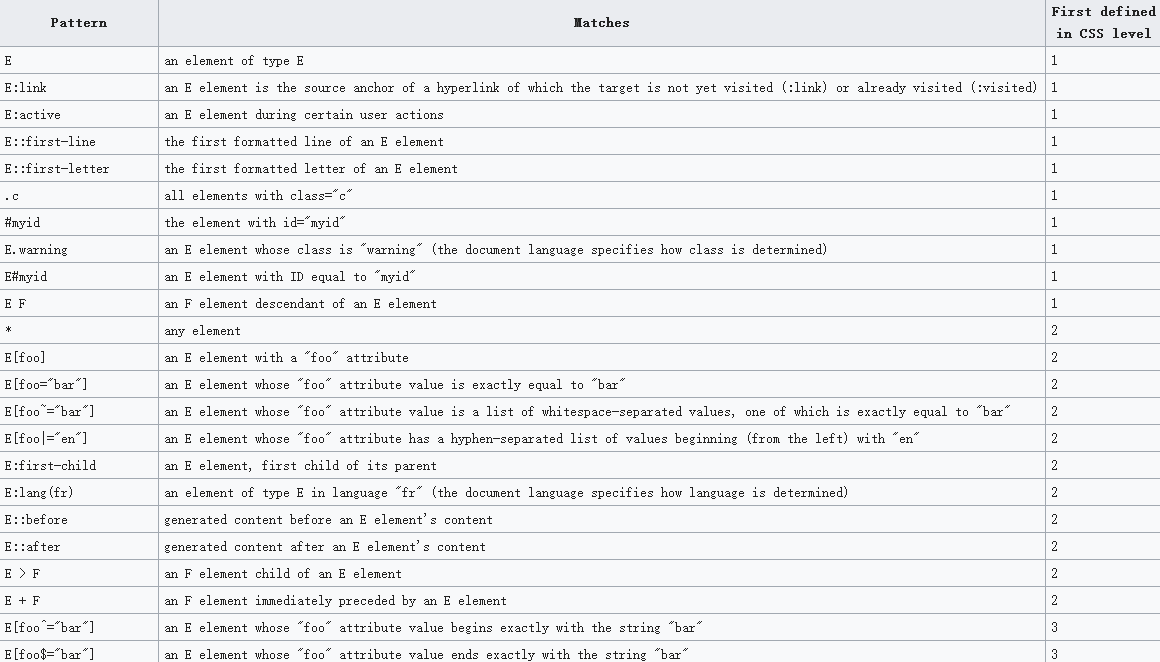 Pattern Matches First defined
in CSS level
E an element of type E 1
E:link an E element is the source anchor of a hyperlink of which the target is not yet visited (:link) or already visited (:visited) 1
E:active an E element during certain user actions 1
E::first-line the first formatted line of an E element 1
E::first-letter the first formatted letter of an E element 1
.c all elements with class="c" 1
#myid the element with id="myid" 1
E.warning an E element whose class is "warning" (the document language specifies how class is determined) 1
E#myid an E element with ID equal to "myid" 1
E F an F element descendant of an E element 1
* any element 2
E[foo] an E element with a "foo" attribute 2
E[foo="bar"] an E element whose "foo" attribute value is exactly equal to "bar" 2
E[foo~="bar"] an E element whose "foo" attribute value is a list of whitespace-separated values, one of which is exactly equal to "bar" 2
E[foo|="en"] an E element whose "foo" attribute has a hyphen-separated list of values beginning (from the left) with "en" 2
E:first-child an E element, first child of its parent 2
E:lang(fr) an element of type E in language "fr" (the document language specifies how language is determined) 2
E::before generated content before an E element's content 2
E::after generated content after an E element's content 2
E > F an F element child of an E element 2
E + F an F element immediately preceded by an E element 2
E[foo^="bar"] an E element whose "foo" attribute value begins exactly with the string "bar" 3
E[foo$="bar"] an E element whose "foo" attribute value ends exactly with the string "bar" 3